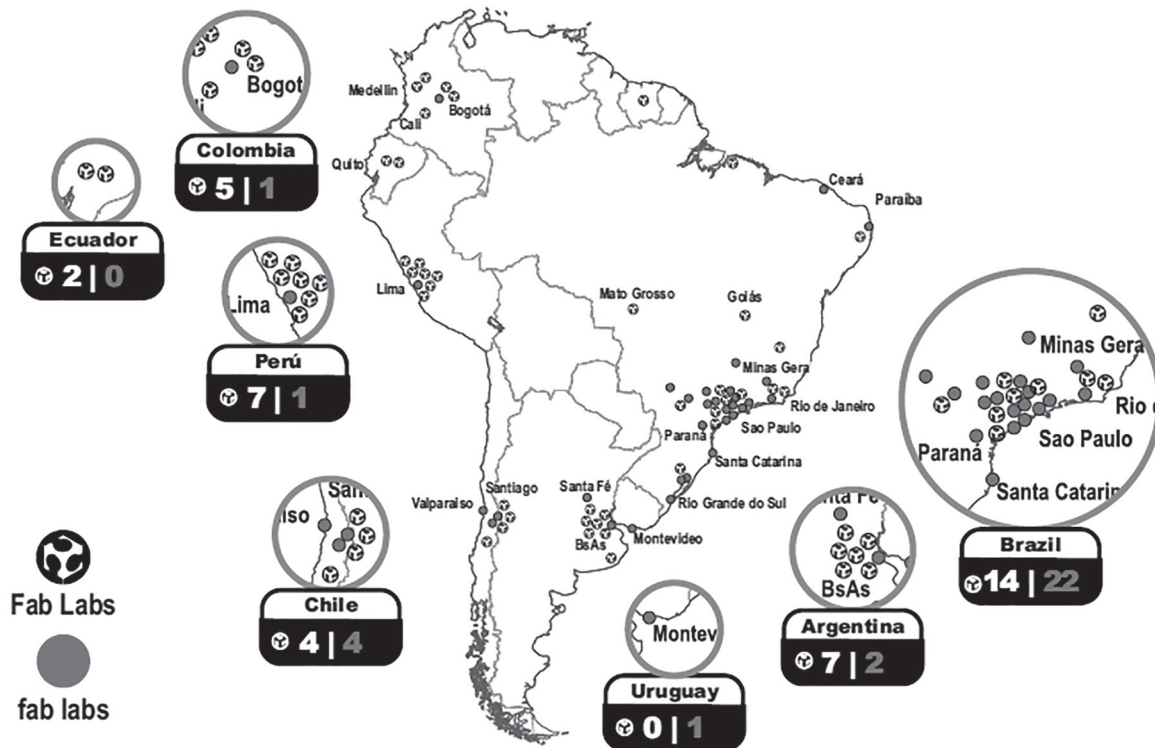 Bogot
li
Colombia
5 | 1
Ecuador
2 | 0
Lima
Perú
7 | 1
San
iso
Chile
4 | 4
Fab Labs
fab labs
Medellin
Bogotá
Cali
Quito
Lima
Ceará
Paraíba
Mato Grosso
Goiás
Minas Gera
Rio de Janeiro
Sao Paulo
Paraná
Santa Catarina
Rio Grande do Sul
Santa Fé
Santiago
Valparaiso
BsAs
Montevideo
Montev
Uruguay
0 | 1
nta Fé
BsAs
Argentina
7 | 2
Minas Gera
Rio d
Sao Paulo
Paraná
Santa Catarin
Brazil
14 | 22